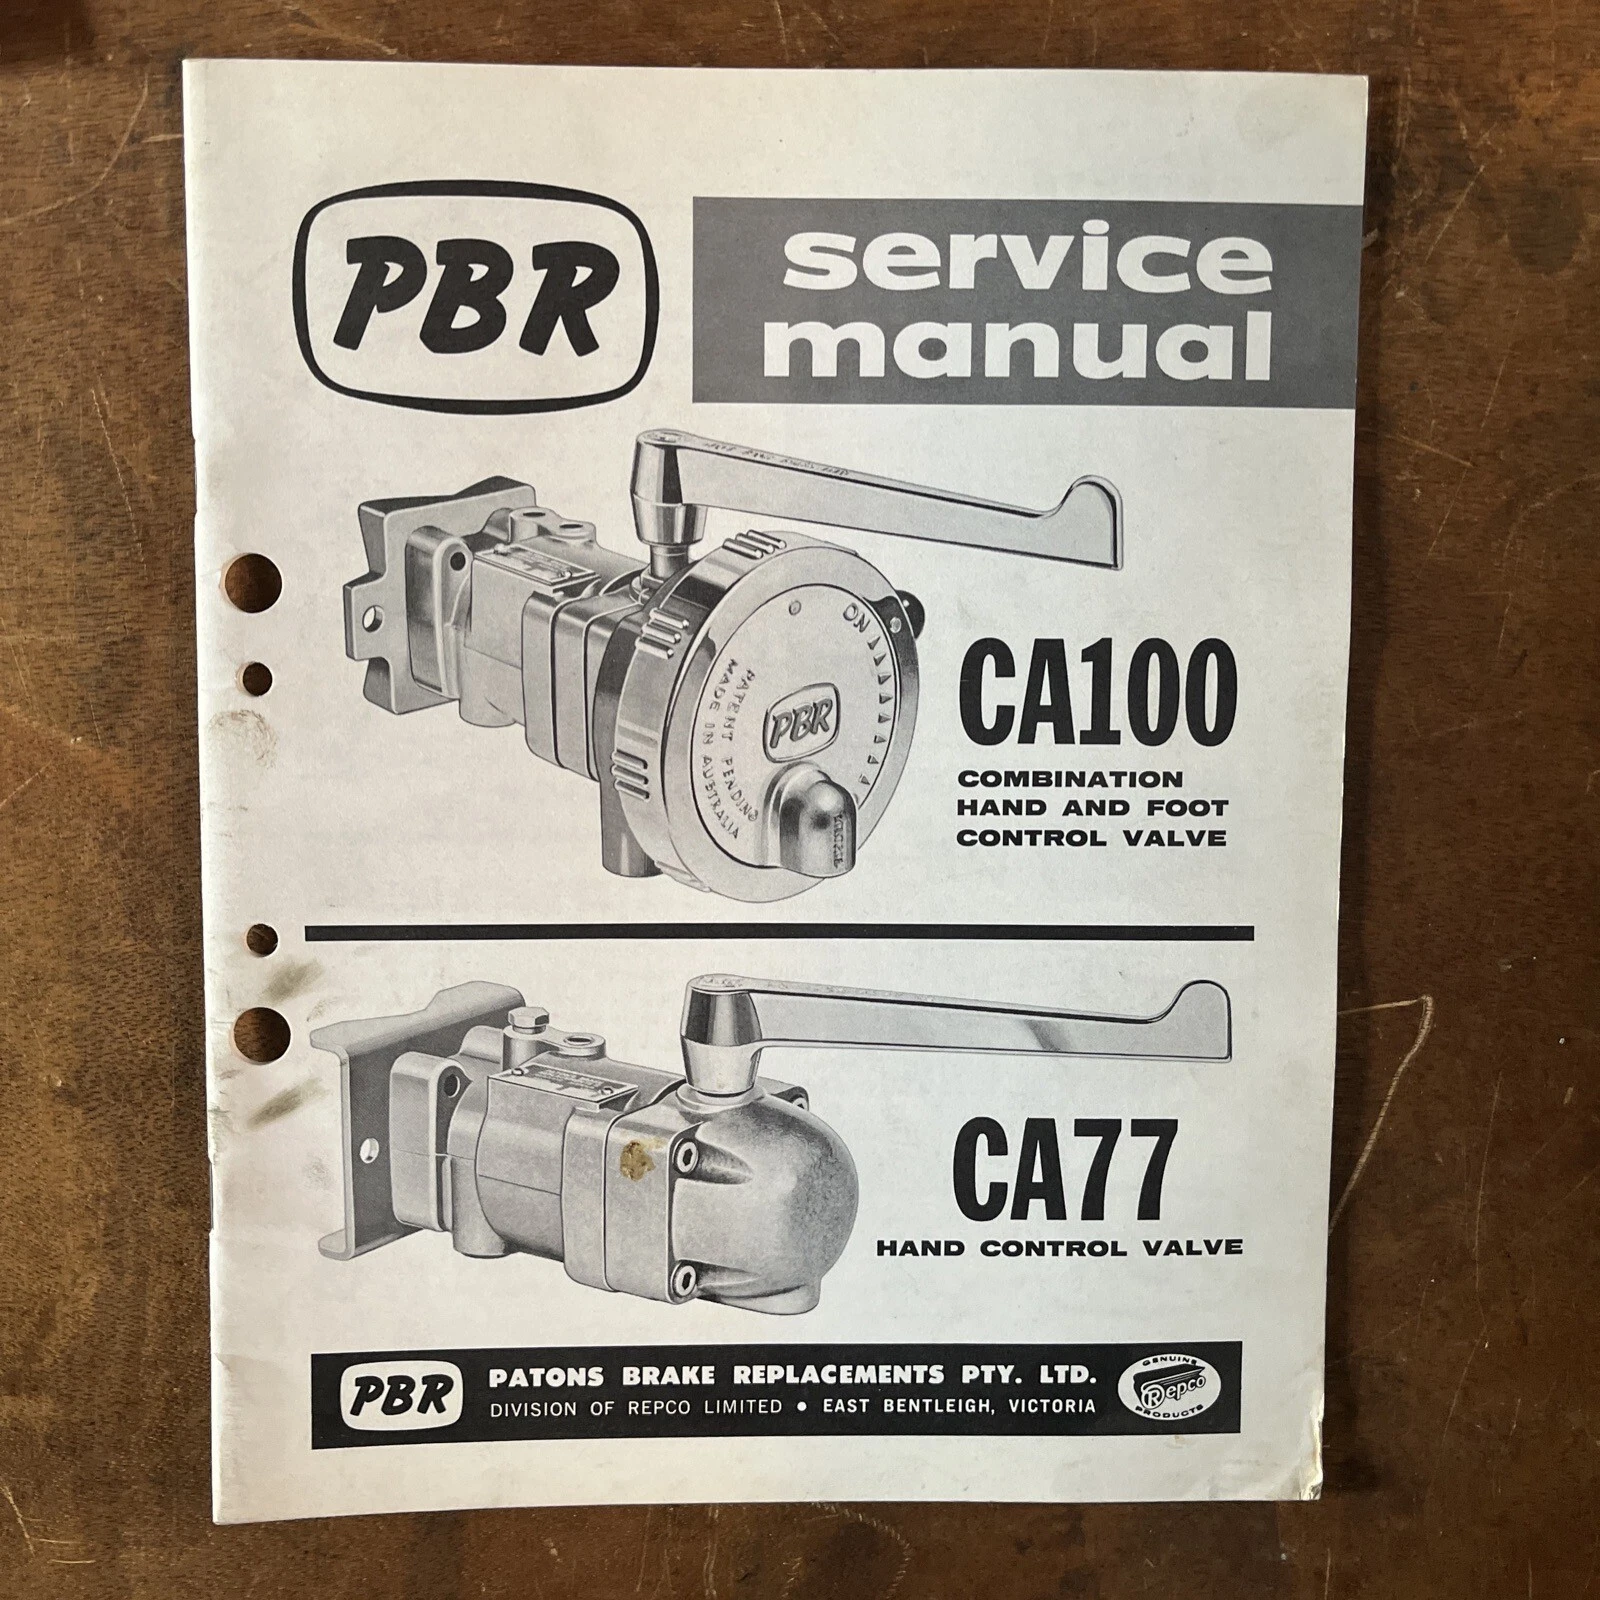 PBR
service
manual
ON
PATENT PENDING
MADE IN AUSTRALIA
PBR
CA100
COMBINATION
HAND AND FOOT
CONTROL VALVE
CA77
HAND CONTROL VALVE
PBR
PATONS BRAKE REPLACEMENTS PTY. LTD.
DIVISION OF REPCO LIMITED • EAST BENTLEIGH, VICTORIA
GENUINE
Repco
PRODUCTS